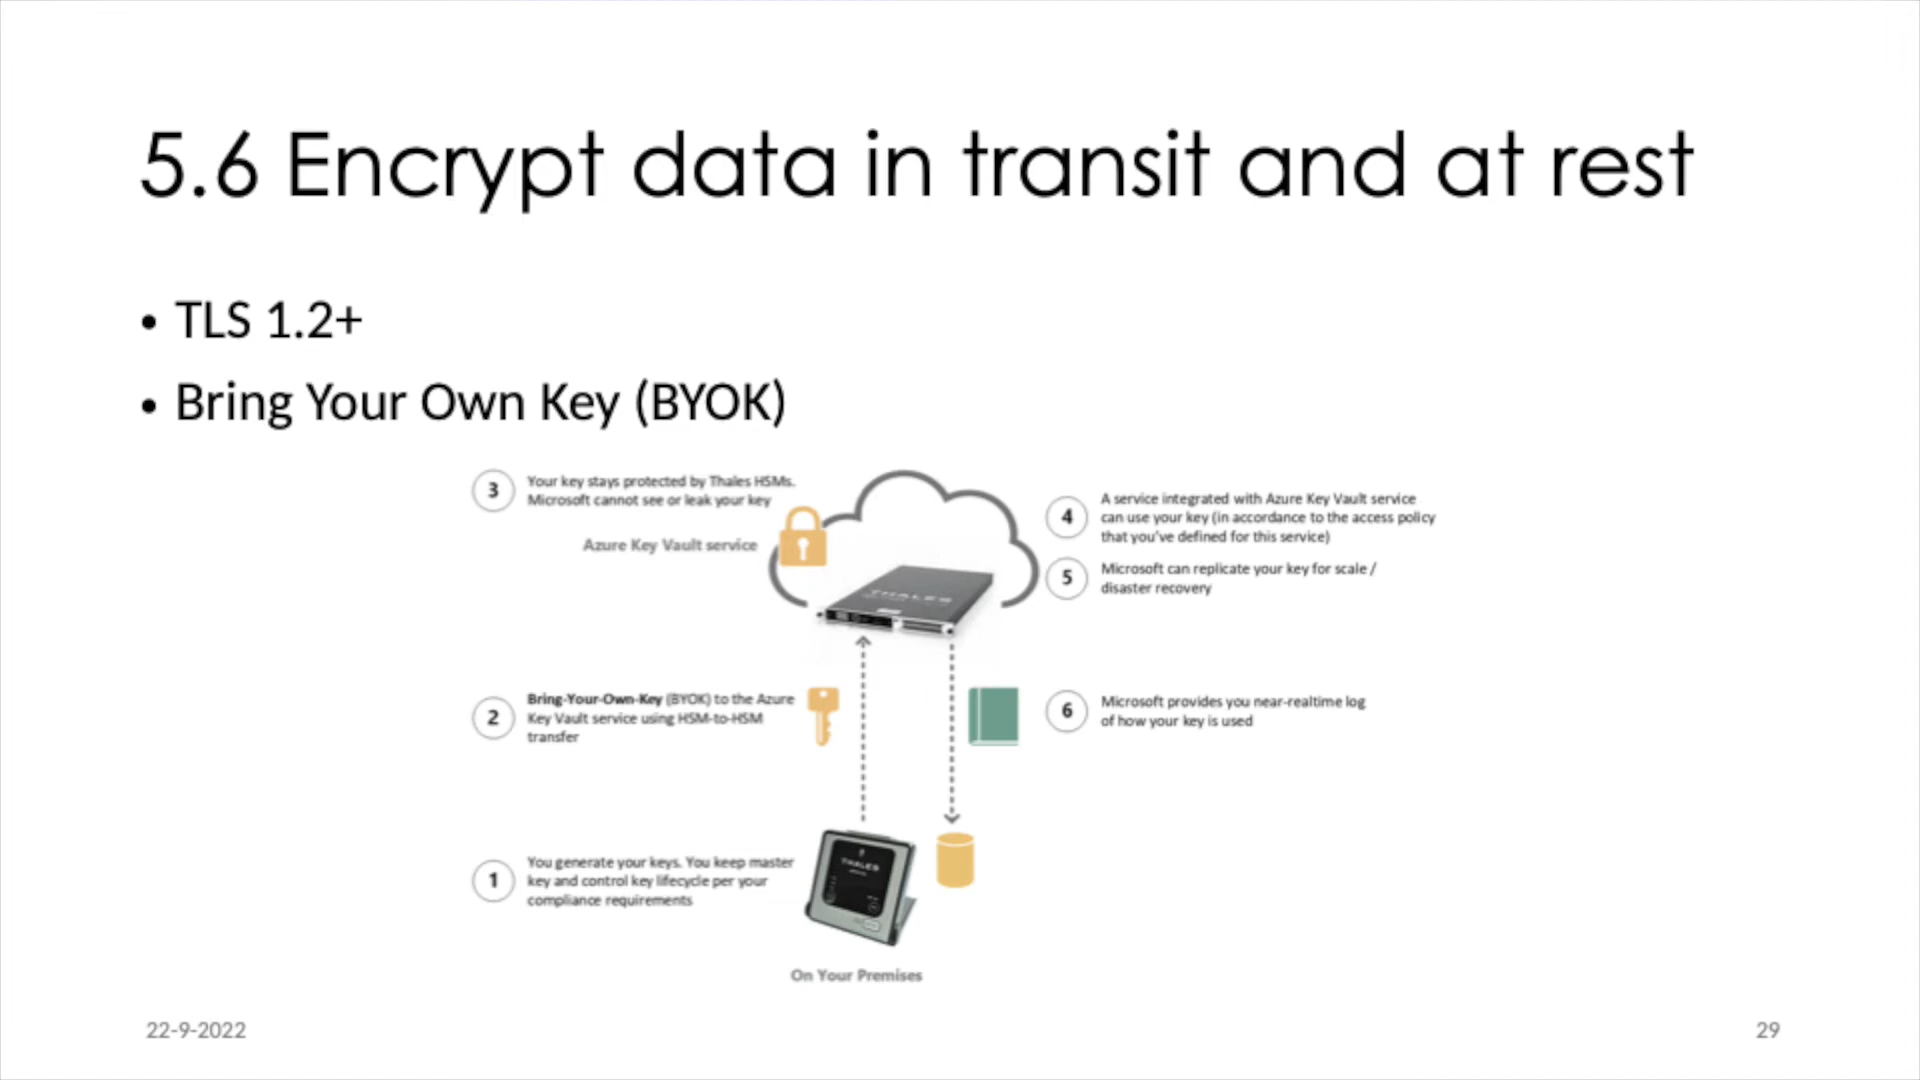 5.6 Encrypt data in transit and at rest
• TLS 1.2+
• Bring Your Own Key (BYOK)
3
Your key stays protected by Thales HSMs.
Microsoft cannot see or leak your key
Azure Key Vault service
THALES
4
A service integrated with Azure Key Vault service
can use your key (in accordance to the access policy
that you've defined for this service)
5
Microsoft can replicate your key for scale /
disaster recovery
2
Bring-Your-Own-Key (BYOK) to the Azure
Key Vault service using HSM-to-HSM
transfer
6
Microsoft provides you near-realtime log
of how your key is used
1
You generate your keys. You keep master
key and control key lifecycle per your
compliance requirements
THALES
On Your Premises
22-9-2022
29